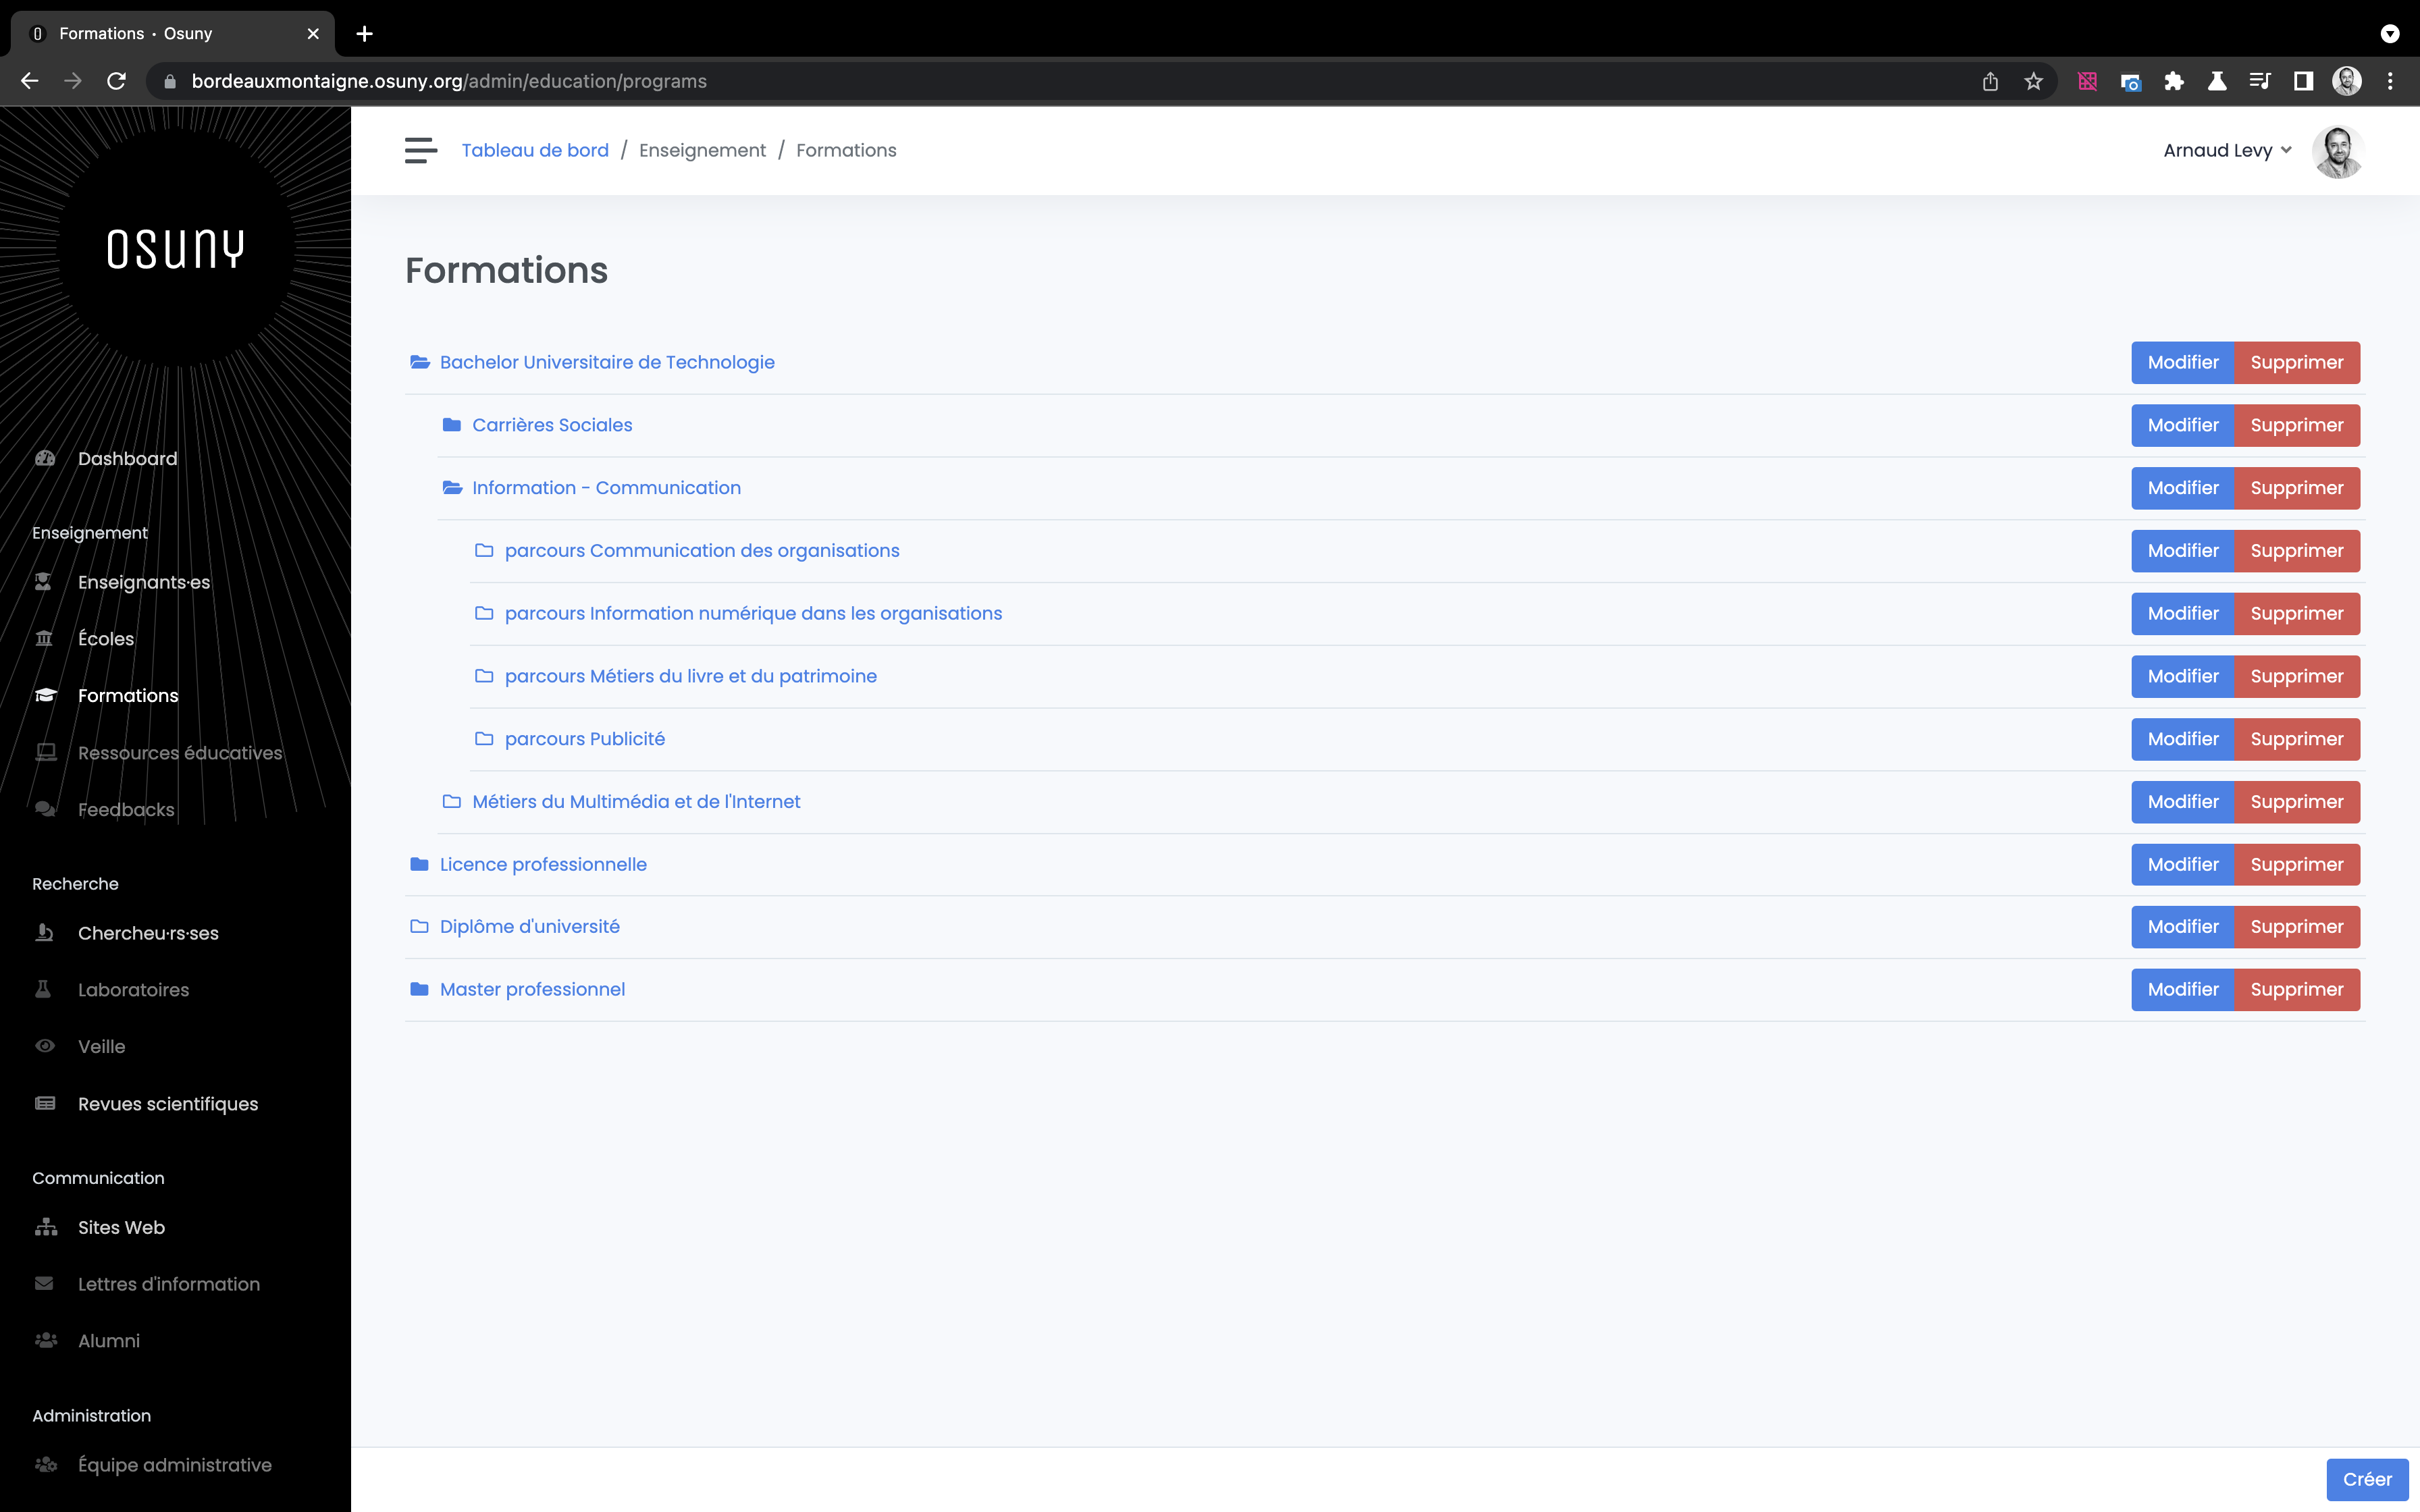 Formations • Osuny
bordeauxmontaigne.osuny.org/admin/education/programs
osuny
Tableau de bord / Enseignement / Formations
Arnaud Levy
Dashboard
Enseignement
Enseignants·es
Écoles
Formations
Ressources éducatives
Feedbacks
Recherche
Chercheu·rs·ses
Laboratoires
Veille
Revues scientifiques
Communication
Sites Web
Lettres d'information
Alumni
Administration
Équipe administrative
Formations
Bachelor Universitaire de Technologie Modifier Supprimer
Carrières Sociales Modifier Supprimer
Information - Communication Modifier Supprimer
parcours Communication des organisations Modifier Supprimer
parcours Information numérique dans les organisations Modifier Supprimer
parcours Métiers du livre et du patrimoine Modifier Supprimer
parcours Publicité Modifier Supprimer
Métiers du Multimédia et de l'Internet Modifier Supprimer
Licence professionnelle Modifier Supprimer
Diplôme d'université Modifier Supprimer
Master professionnel Modifier Supprimer
Créer